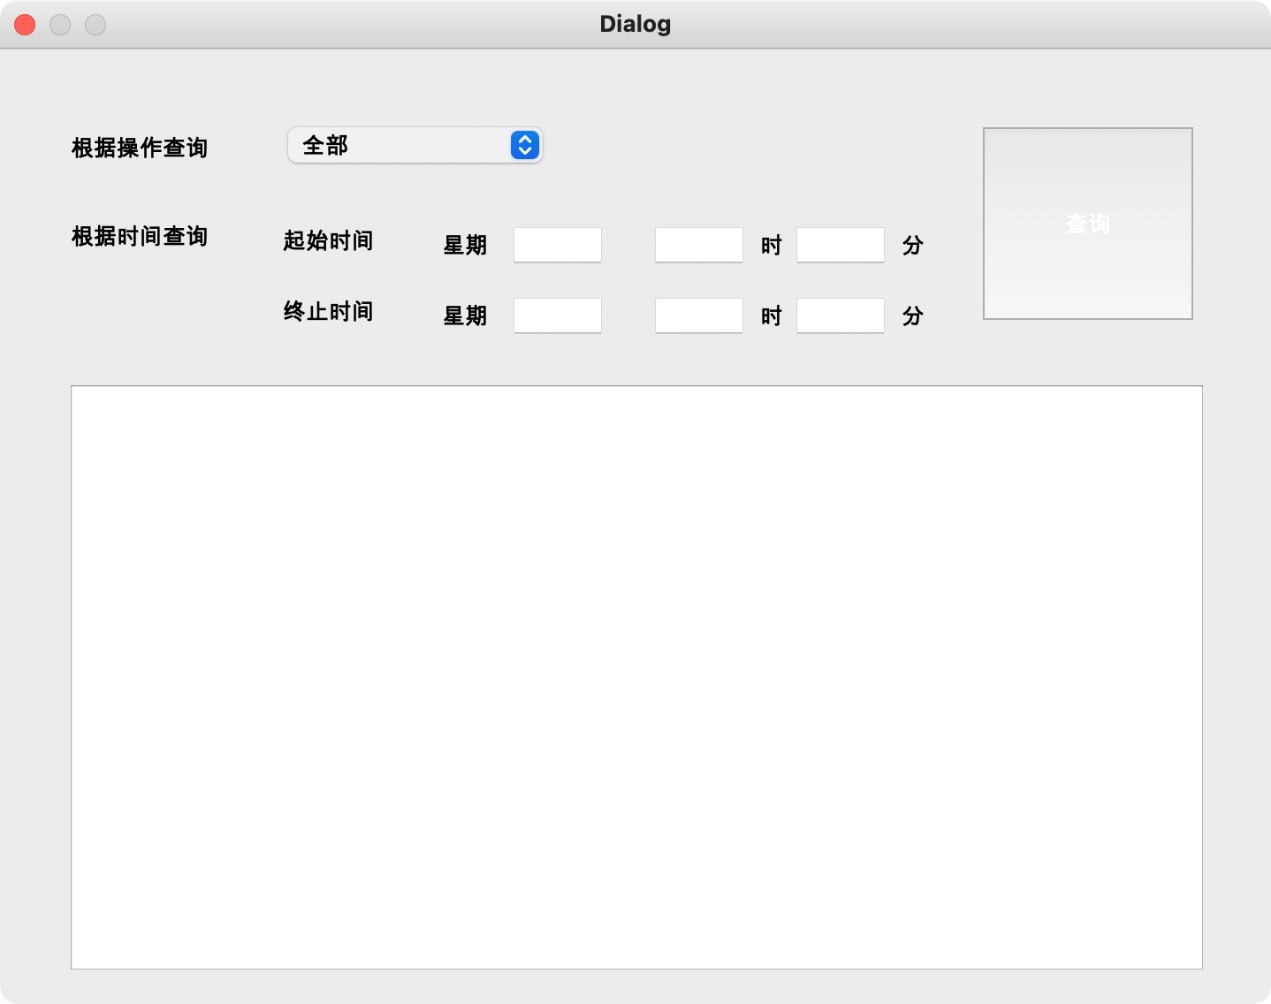 Dialog
根据操作查询 全部
查询
根据时间查询 起始时间 星期 时 分
终止时间 星期 时 分